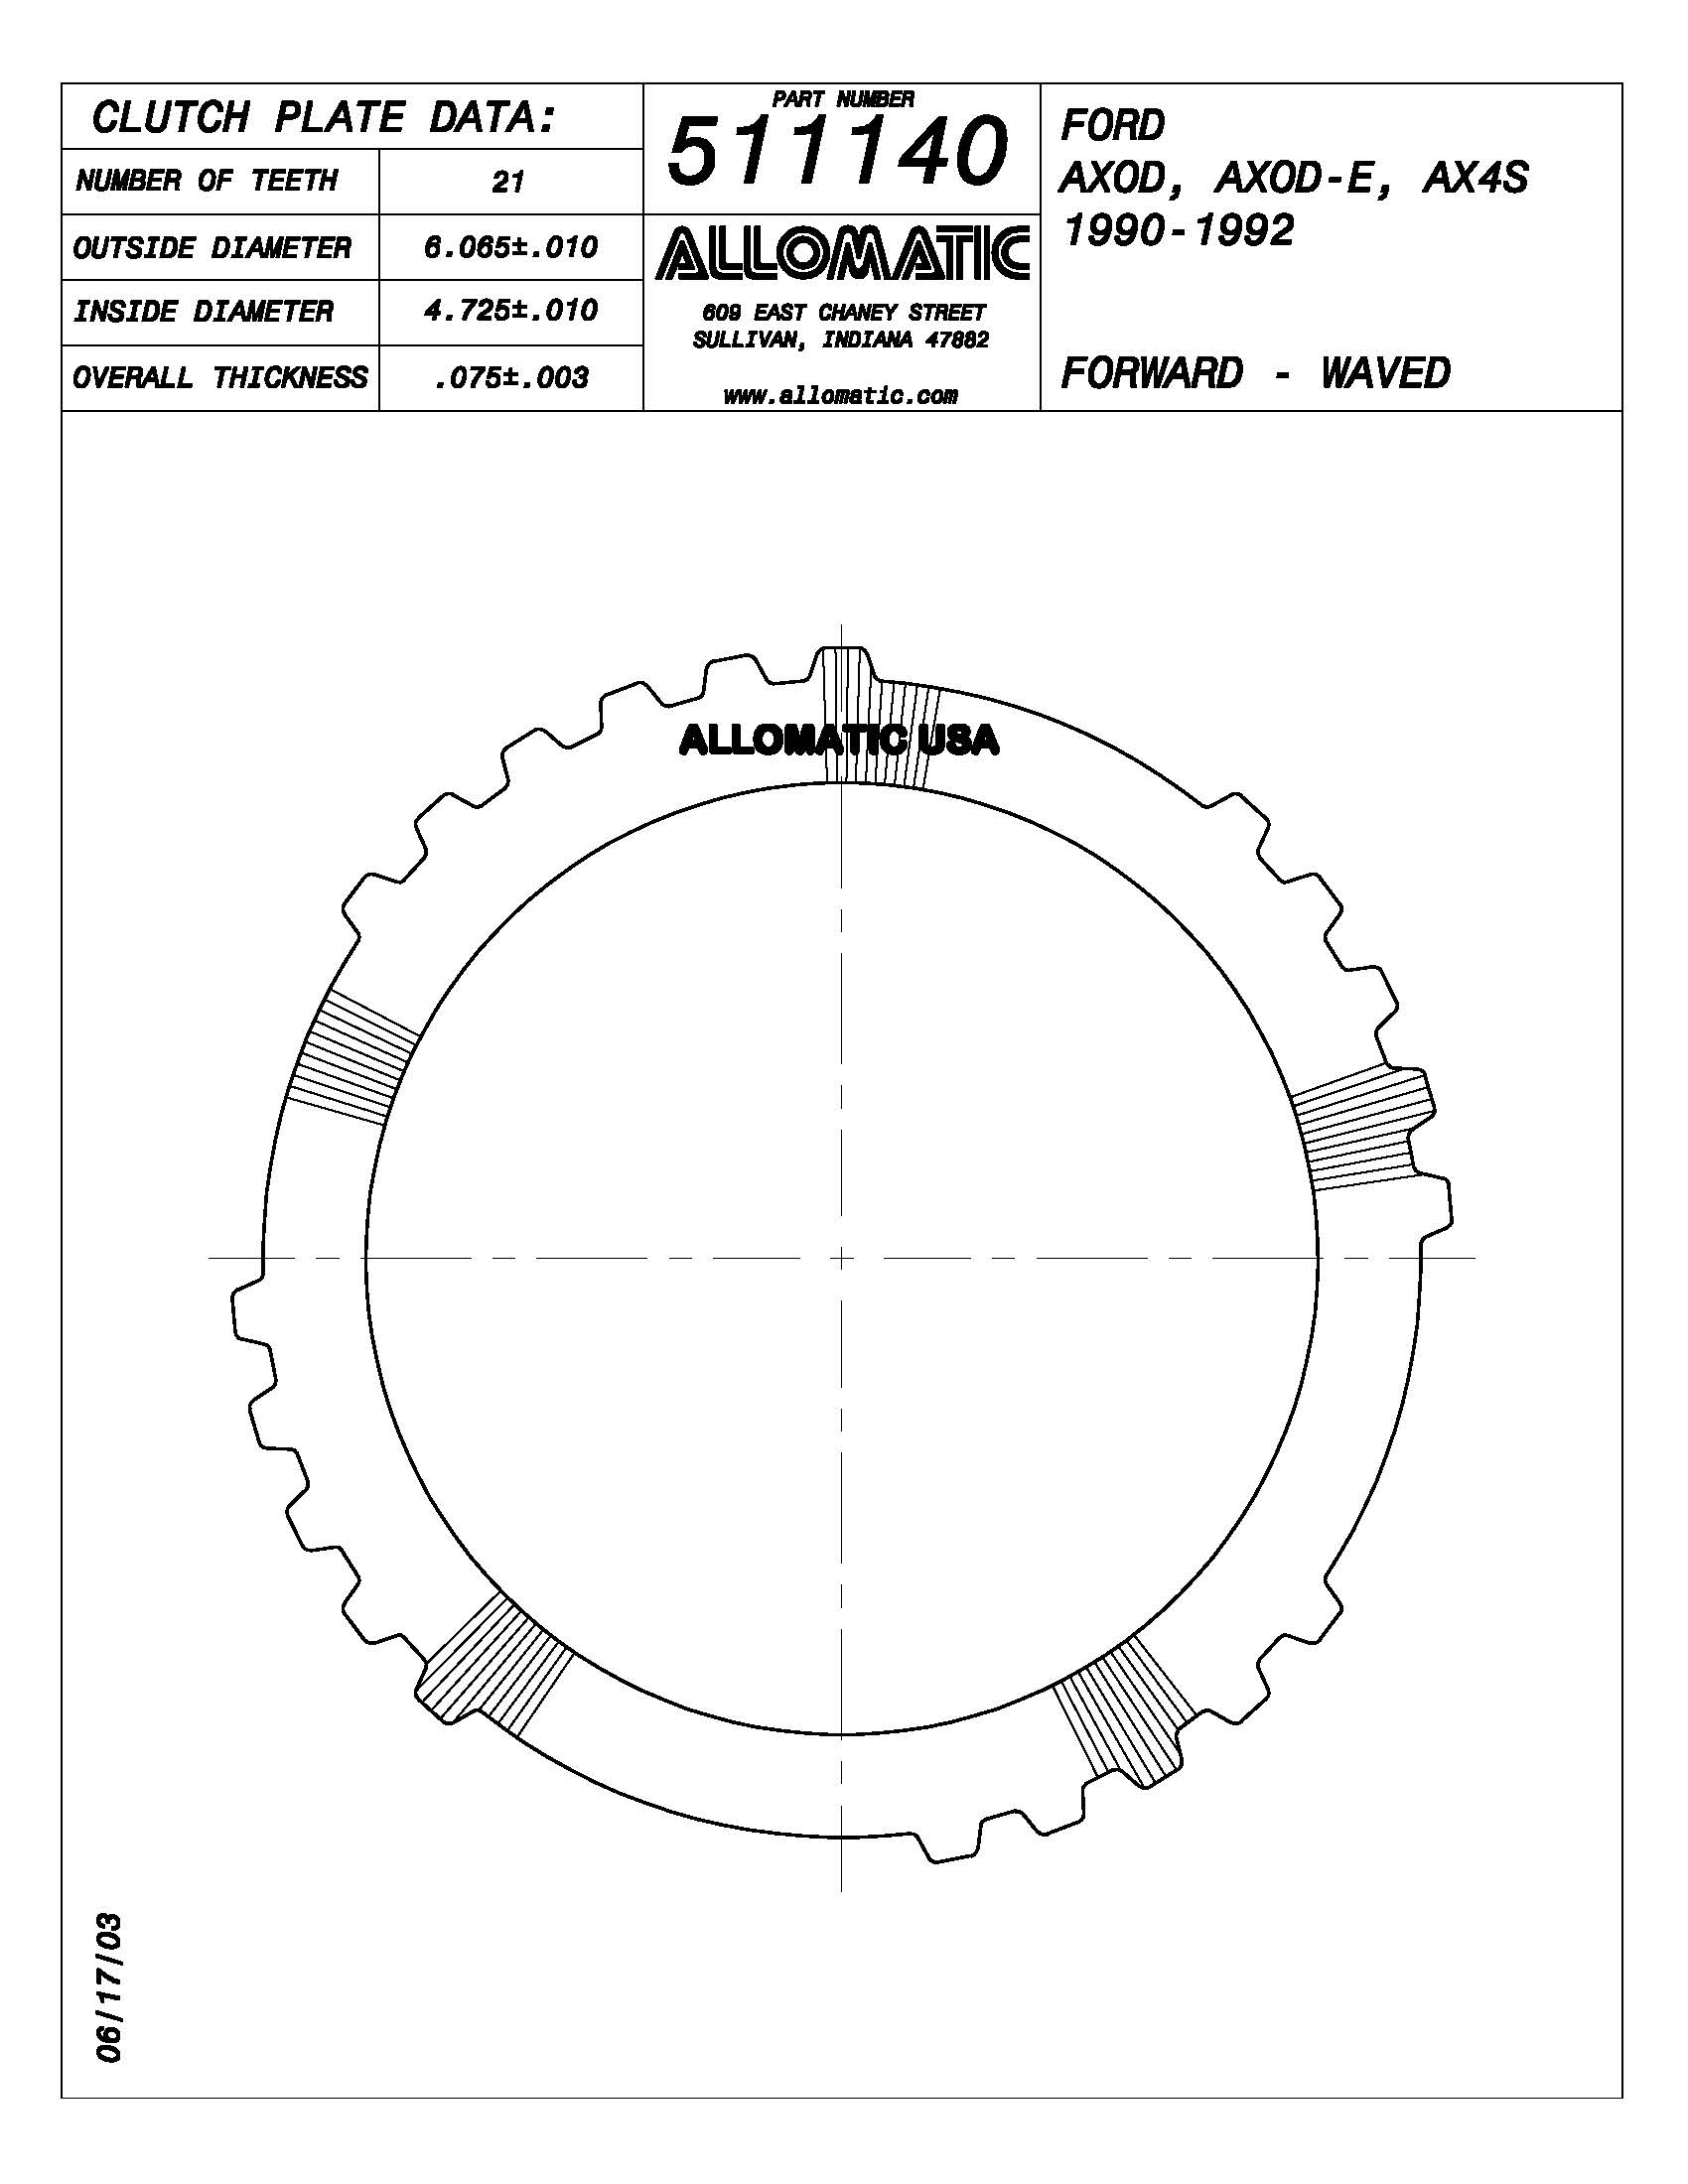 CLUTCH PLATE DATA:
NUMBER OF TEETH 21
OUTSIDE DIAMETER 6.065±.010
INSIDE DIAMETER 4.725±.010
OVERALL THICKNESS .075±.003
PART NUMBER
511140
ALLOMATIC
609 EAST CHANEY STREET
SULLIVAN, INDIANA 47882
www.allomatic.com
FORD
AXOD, AXOD-E, AX4S
1990-1992
FORWARD - WAVED
ALLOMATIC USA
06/17/03